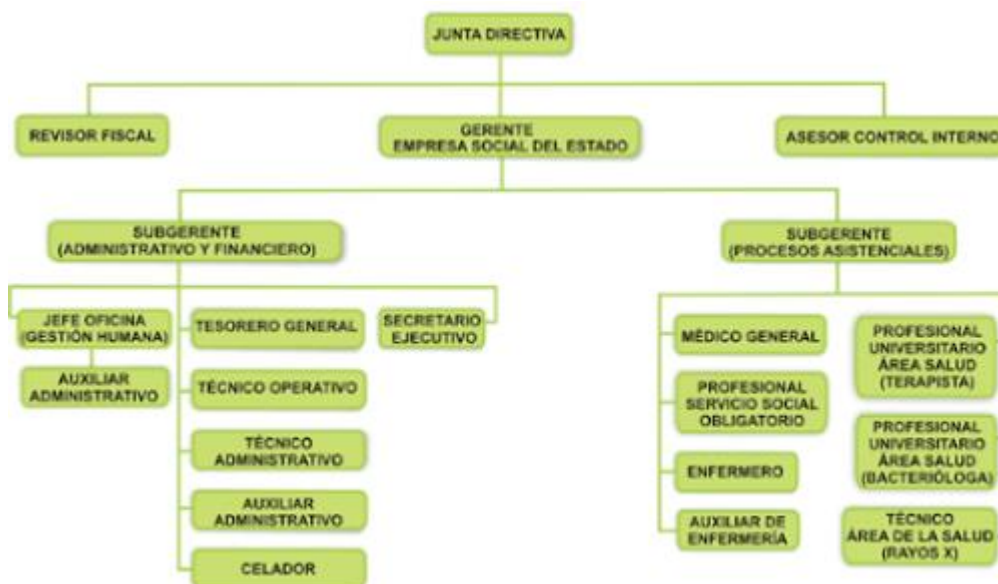 JUNTA DIRECTIVA
REVISOR FISCAL
GERENTE
EMPRESA SOCIAL DEL ESTADO
ASESOR CONTROL INTERNO
SUBGERENTE
(ADMINISTRATIVO Y FINANCIERO)
SUBGERENTE
(PROCESOS ASISTENCIALES)
JEFE OFICINA
(GESTIÓN HUMANA)
AUXILIAR
ADMINISTRATIVO
TESORERO GENERAL
TÉCNICO OPERATIVO
TÉCNICO
ADMINISTRATIVO
AUXILIAR
ADMINISTRATIVO
CELADOR
SECRETARIO
EJECUTIVO
MÉDICO GENERAL
PROFESIONAL
SERVICIO SOCIAL
OBLIGATORIO
ENFERMERO
AUXILIAR DE
ENFERMERÍA
PROFESIONAL
UNIVERSITARIO
ÁREA SALUD
(TERAPISTA)
PROFESIONAL
UNIVERSITARIO
ÁREA SALUD
(BACTERIÓLOGA)
TÉCNICO
ÁREA DE LA SALUD
(RAYOS X)